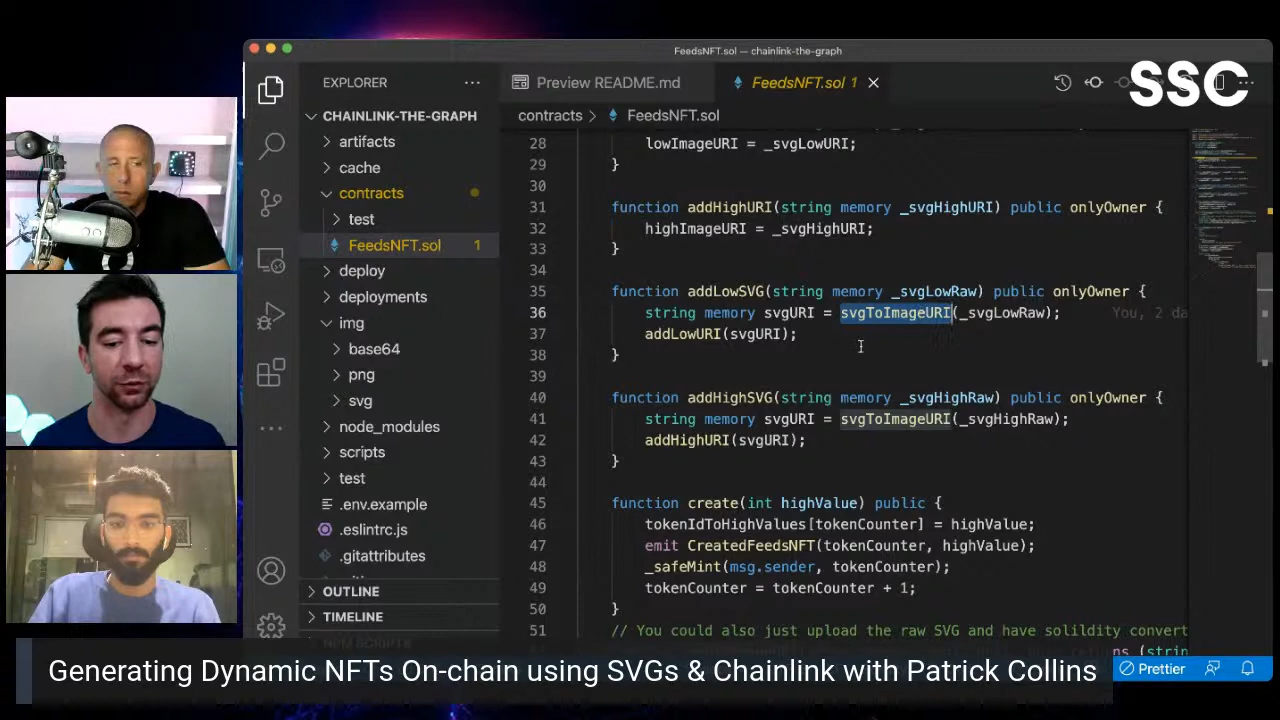 FeedsNFT.sol — chainlink-the-graph
SSC
EXPLORER
Preview README.md
FeedsNFT.sol 1
CHAINLINK-THE-GRAPH
contracts > FeedsNFT.sol
artifacts
cache
contracts
test
FeedsNFT.sol 1
deploy
deployments
img
base64
png
svg
node_modules
scripts
test
.env.example
.eslintrc.js
.gitattributes
OUTLINE
TIMELINE
NPM SCRIPTS
28 lowImageURI = _svgLowURI;
29 }
30
31 function addHighURI(string memory _svgHighURI) public onlyOwner {
32 highImageURI = _svgHighURI;
33 }
34
35 function addLowSVG(string memory _svgLowRaw) public onlyOwner {
36 string memory svgURI = svgToImageURI(_svgLowRaw); You, 2 da
37 addLowURI(svgURI);
38 }
39
40 function addHighSVG(string memory _svgHighRaw) public onlyOwner {
41 string memory svgURI = svgToImageURI(_svgHighRaw);
42 addHighURI(svgURI);
43 }
44
45 function create(int highValue) public {
46 tokenIdToHighValues[tokenCounter] = highValue;
47 emit CreatedFeedsNFT(tokenCounter, highValue);
48 _safeMint(msg.sender, tokenCounter);
49 tokenCounter = tokenCounter + 1;
50 }
51 // You could also just upload the raw SVG and have solildity convert
Generating Dynamic NFTs On-chain using SVGs & Chainlink with Patrick Collins
Prettier